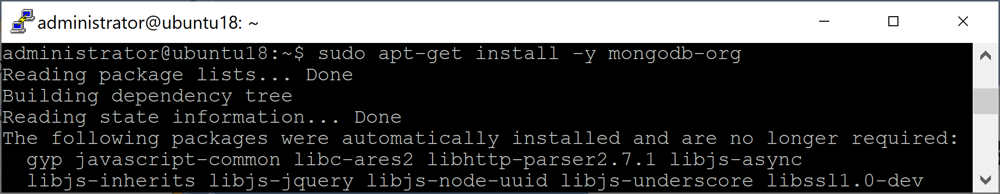 administrator@ubuntu18: ~
administrator@ubuntu18:~$ sudo apt-get install -y mongodb-org
Reading package lists... Done
Building dependency tree
Reading state information... Done
The following packages were automatically installed and are no longer required:
  gyp javascript-common libc-ares2 libhttp-parser2.7.1 libjs-async
  libjs-inherits libjs-jquery libjs-node-uuid libjs-underscore libssl1.0-dev